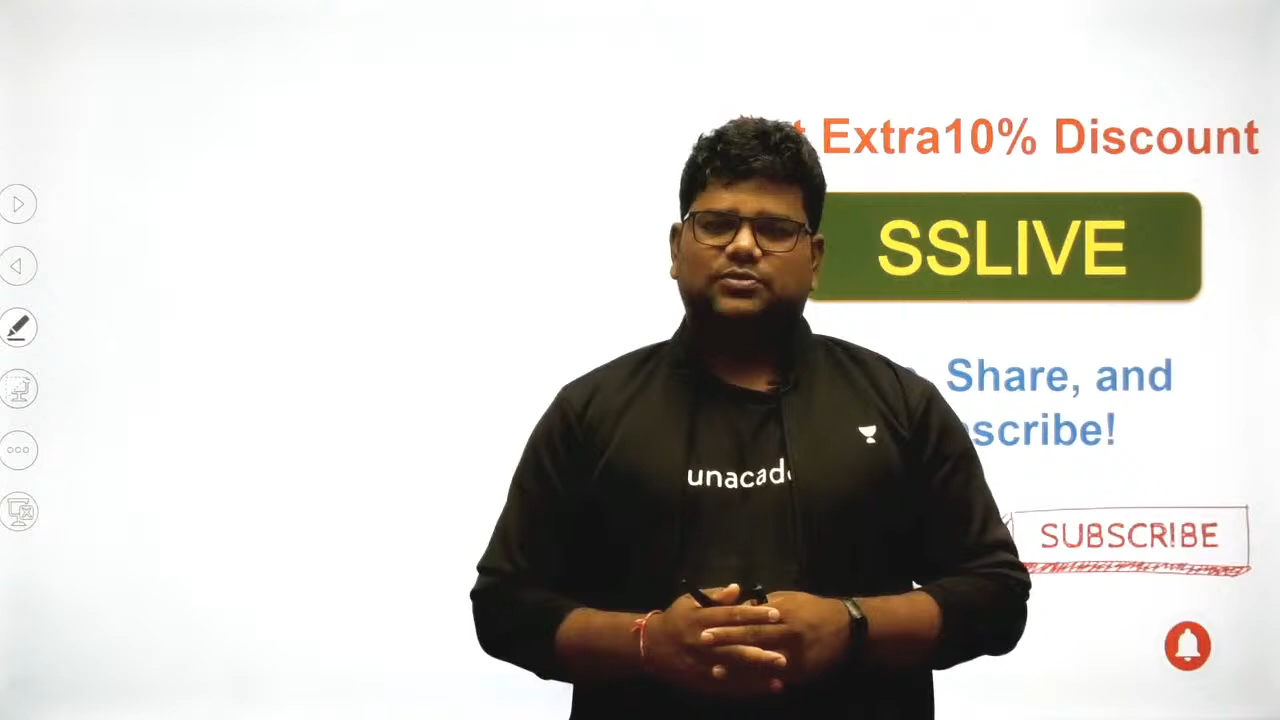 Extra10% Discount
SSLIVE
Share, and
scribe!
unacad
SUBSCRIBE